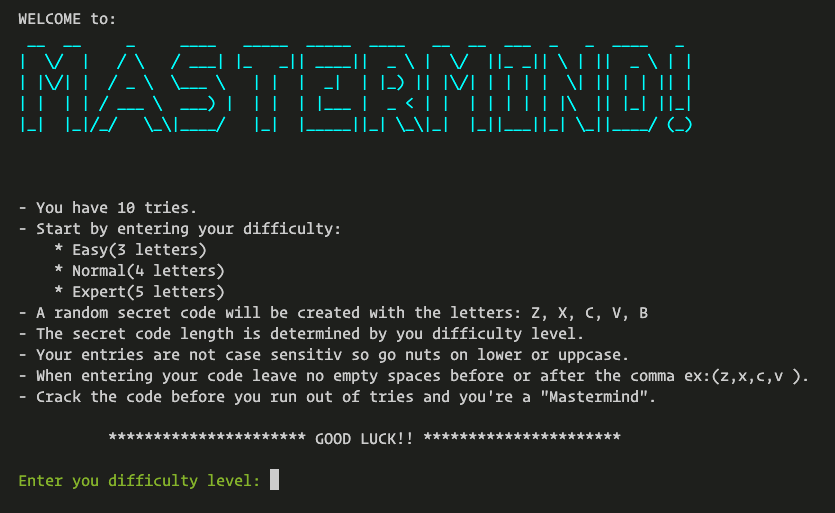 WELCOME to:
MASTERMIND!
- You have 10 tries.
- Start by entering your difficulty:
* Easy(3 letters)
* Normal(4 letters)
* Expert(5 letters)
- A random secret code will be created with the letters: Z, X, C, V, B
- The secret code length is determined by you difficulty level.
- Your entries are not case sensitiv so go nuts on lower or uppcase.
- When entering your code leave no empty spaces before or after the comma ex:(z,x,c,v ).
- Crack the code before you run out of tries and you're a "Mastermind".
********************** GOOD LUCK!! **********************
Enter you difficulty level: